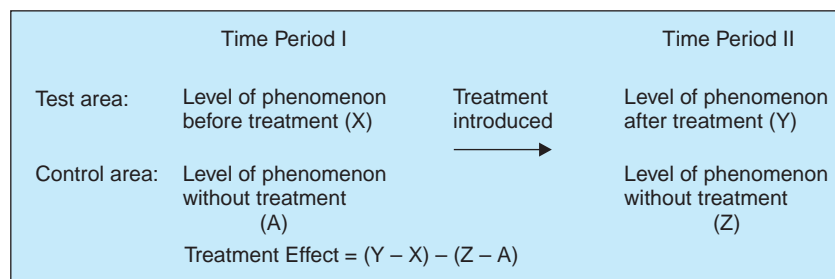 Time Period I Time Period II
Test area: Level of phenomenon Treatment Level of phenomenon
before treatment (X) introduced after treatment (Y)
Control area: Level of phenomenon Level of phenomenon
without treatment without treatment
(A) (Z)
Treatment Effect = (Y – X) – (Z – A)